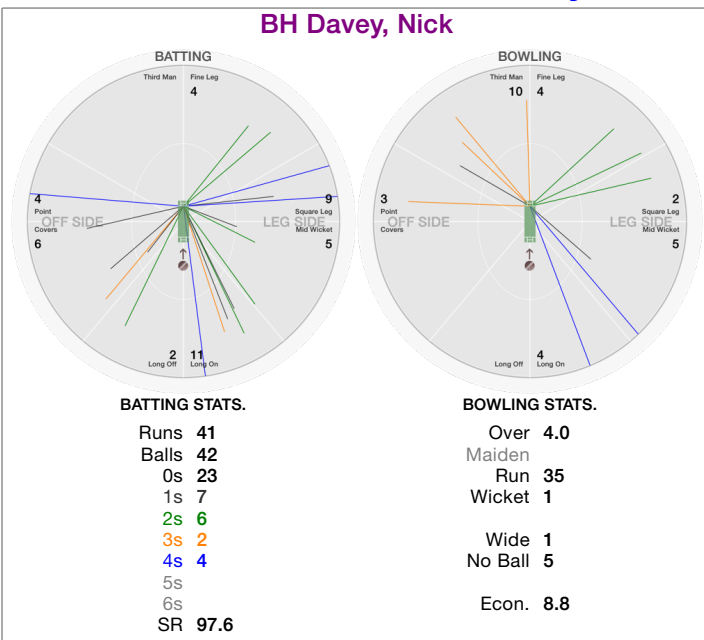 BH Davey, Nick
BATTING
Third Man Fine Leg
4
4 9
Point Square Leg
OFF SIDE LEG SIDE
Covers Mid Wicket
6 5
2 11
Long Off Long On
BOWLING
Third Man Fine Leg
10 4
3 2
Point Square Leg
OFF SIDE LEG SIDE
Covers Mid Wicket
5
4
Long Off Long On
BATTING STATS.
Runs 41
Balls 42
0s 23
1s 7
2s 6
3s 2
4s 4
5s
6s
SR 97.6
BOWLING STATS.
Over 4.0
Maiden
Run 35
Wicket 1
Wide 1
No Ball 5
Econ. 8.8